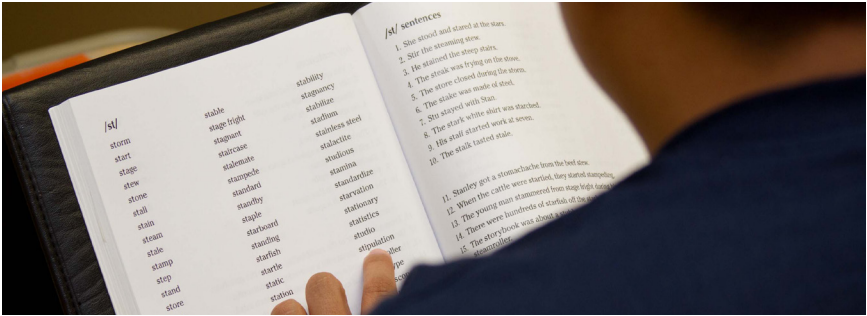 /st/
storm
start
stage
stew
stone
stall
stain
steam
stale
stamp
step
stand
store
stable
stage fright
stagnant
staircase
stalemate
stampede
standard
standby
staple
starboard
standing
starfish
startle
static
station
stability
stagnancy
stabilize
stadium
stainless steel
stalactite
studious
stamina
standardize
starvation
stationary
statistics
studio
stipulation
/st/ sentences
1. She stood and stared at the stars.
2. Stir the steaming stew.
3. He stained the steep stairs.
4. The steak was frying on the stove.
5. The store closed during the storm.
6. The stake was made of steel.
7. Stu stayed with Stan.
8. The stark white shirt was starched.
9. His stall started work at seven.
10. The stalk tasted stale.
11. Stanley got a stomachache from the beef stew.
12. When the cattle were startled, they started stampeding.
13. The young man stammered from stage fright during
14. There were hundreds of starfish off the
15. The storybook was about a
steamroller.